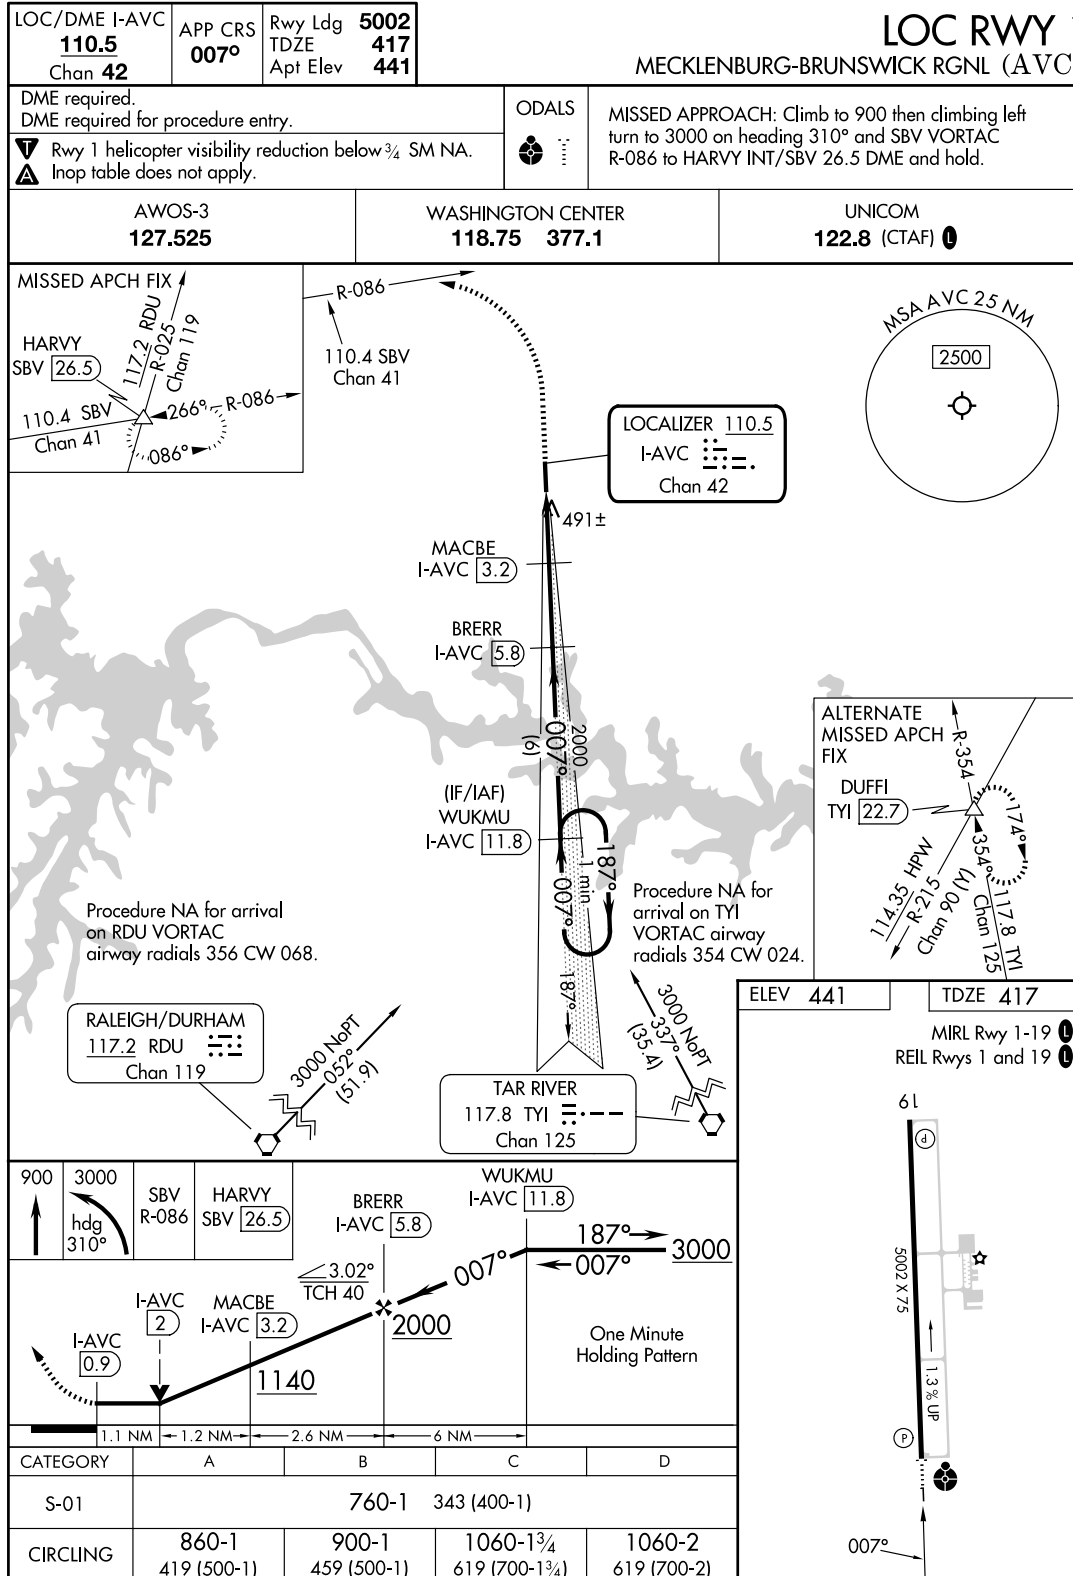 LOC/DME I-AVC
110.5
Chan 42
APP CRS
007°
Rwy Ldg 5002
TDZE 417
Apt Elev 441
LOC RWY 1
MECKLENBURG-BRUNSWICK RGNL (AVC
DME required.
DME required for procedure entry.
T Rwy 1 helicopter visibility reduction below ¾ SM NA.
A Inop table does not apply.
ODALS
MISSED APPROACH: Climb to 900 then climbing left
turn to 3000 on heading 310° and SBV VORTAC
R-086 to HARVY INT/SBV 26.5 DME and hold.
AWOS-3
127.525
WASHINGTON CENTER
118.75 377.1
UNICOM
122.8 (CTAF) L
MISSED APCH FIX
HARVY
SBV 26.5
117.2 RDU
R-025
Chan 119
110.4 SBV
Chan 41
266°
R-086
086°
R-086
110.4 SBV
Chan 41
MSA AVC 25 NM
2500
LOCALIZER 110.5
I-AVC
Chan 42
491±
MACBE
I-AVC 3.2
BRERR
I-AVC 5.8
2000
007°
(6)
(IF/IAF)
WUKMU
I-AVC 11.8
187°
1 min
007°
187°
ALTERNATE
MISSED APCH
FIX
DUFFI
TYI 22.7
R-354
174°
354°
114.35 HPW
R-215
Chan 90 (Y)
117.8 TYI
Chan 125
Procedure NA for arrival
on RDU VORTAC
airway radials 356 CW 068.
Procedure NA for
arrival on TYI
VORTAC airway
radials 354 CW 024.
RALEIGH/DURHAM
117.2 RDU
Chan 119
3000 NoPT
052°
(51.9)
3000 NoPT
337°
(35.4)
TAR RIVER
117.8 TYI
Chan 125
ELEV 441
TDZE 417
MIRL Rwy 1-19 L
REIL Rwys 1 and 19 L
19
P
5002 X 75
1.3% UP
P
1
007°
900
3000
hdg
310°
SBV
R-086
HARVY
SBV 26.5
BRERR
I-AVC 5.8
WUKMU
I-AVC 11.8
187°
007°
3000
007°
3.02°
TCH 40
2000
I-AVC
2
MACBE
I-AVC 3.2
I-AVC
0.9
1140
One Minute
Holding Pattern
1.1 NM 1.2 NM 2.6 NM 6 NM
CATEGORY A B C D
S-01 760-1 343 (400-1)
CIRCLING 860-1 900-1 1060-1¾ 1060-2
419 (500-1) 459 (500-1) 619 (700-1¾) 619 (700-2)